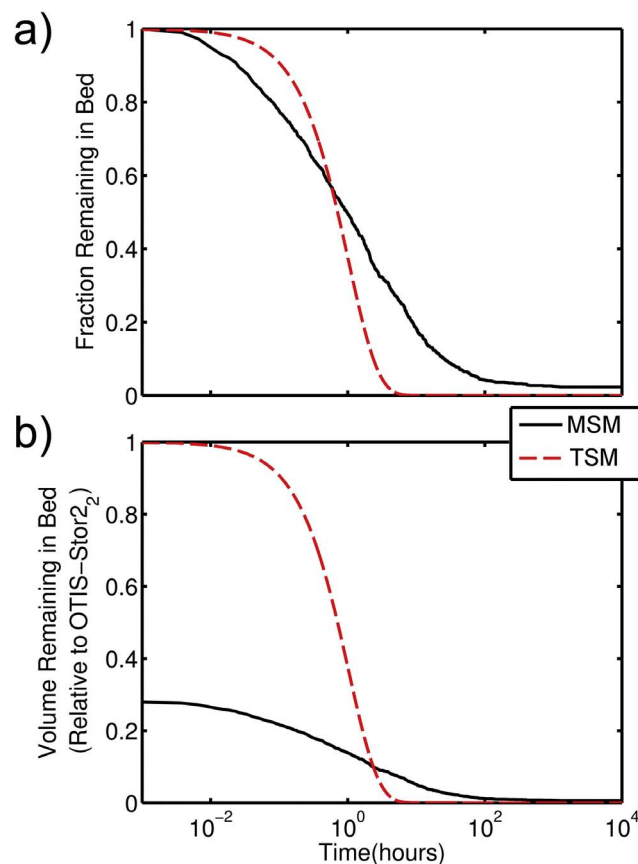 a)
Fraction Remaining in Bed
1
0.8
0.6
0.4
0.2
0
b)
MSM
TSM
Volume Remaining in Bed
(Relative to OTIS-Stor2₂)
1
0.8
0.6
0.4
0.2
0
10⁻² 10⁰ 10² 10⁴
Time(hours)